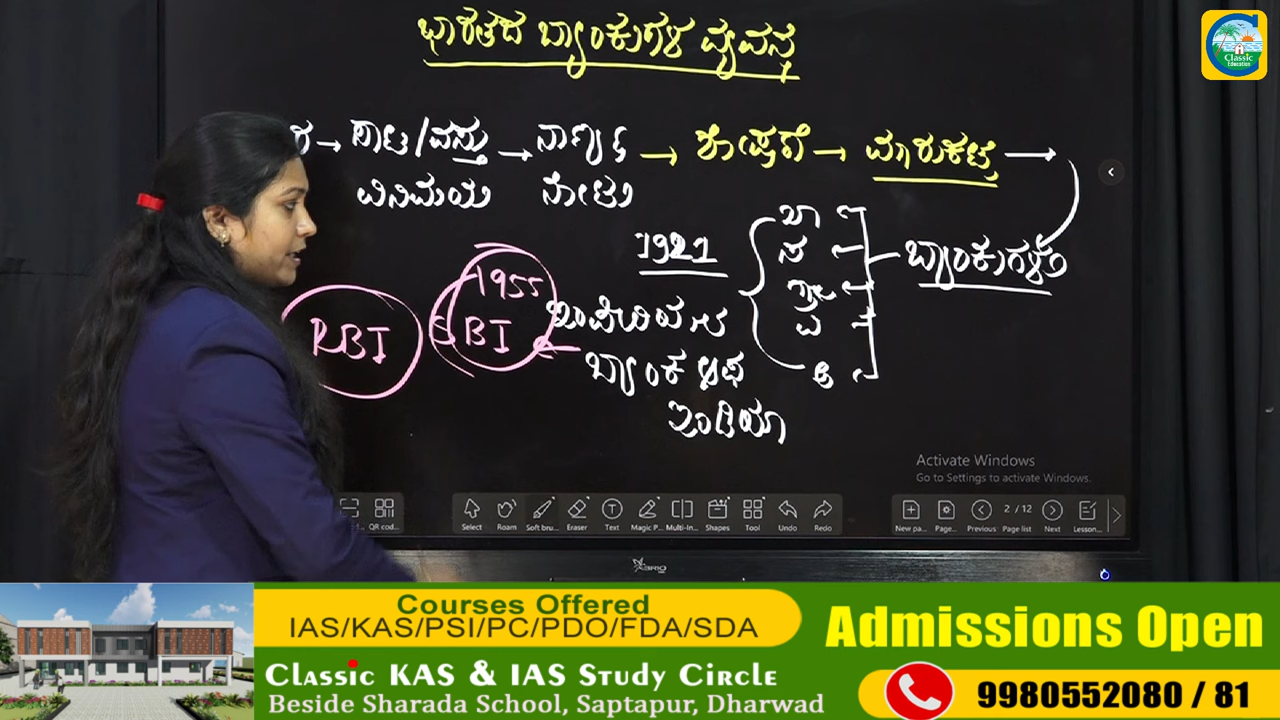 ಭಾರತದ ಬ್ಯಾಂಕುಗಳ ವ್ಯವಸ್ಥೆ
Classic
Education
→ ಸಾಟಿ/ವಸ್ತು → ನಾಣ್ಯ → ಶೋಷಣೆ → ಮಾರುಕಟ್ಟೆ →
ವಿನಿಮಯ ನೋಟು
1921
ಬ್ಯಾಂಕುಗಳು
1955
RBI
SBI
ಇಂಪೀರಿಯಲ
ಬ್ಯಾಂಕ ಆಫ
ಇಂಡಿಯಾ
Activate Windows
Go to Settings to activate Windows.
QR cod...
Select Roam Soft bru... Eraser Text Magic P... Multi-In... Shapes Tool Undo Redo
2 / 12
New pa... Page... Previous Page list Next Lesson...
Courses Offered
IAS/KAS/PSI/PC/PDO/FDA/SDA
Classic KAS & IAS Study Circle
Beside Sharada School, Saptapur, Dharwad
Admissions Open
9980552080 / 81